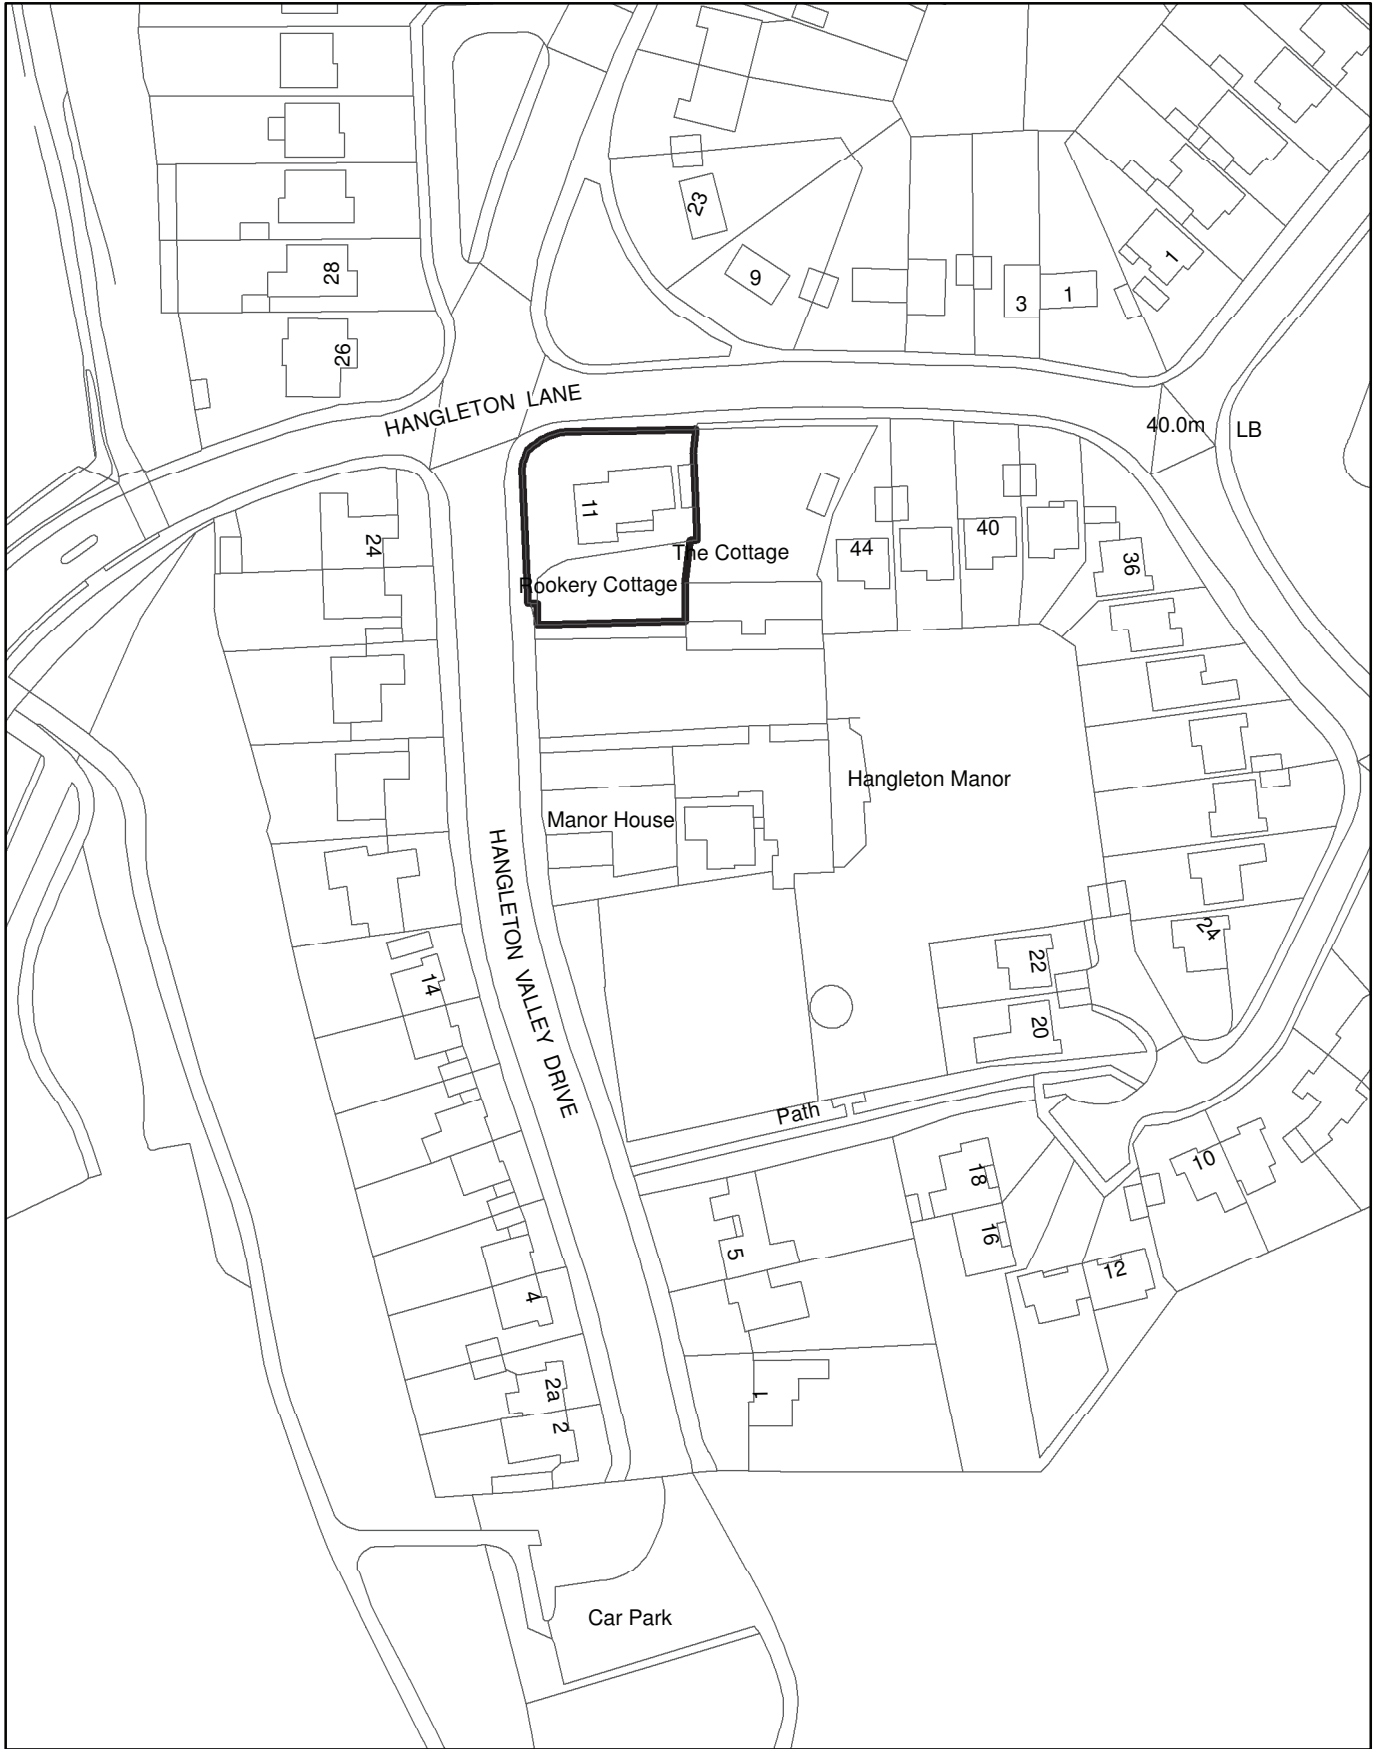 23
28
9
1
3
1
26
HANGLETON LANE
40.0m
LB
11
24
The Cottage
44
40
36
Rookery Cottage
Hangleton Manor
Manor House
HANGLETON VALLEY DRIVE
24
22
14
20
Path
10
18
16
5
12
4
2a
1
2
Car Park